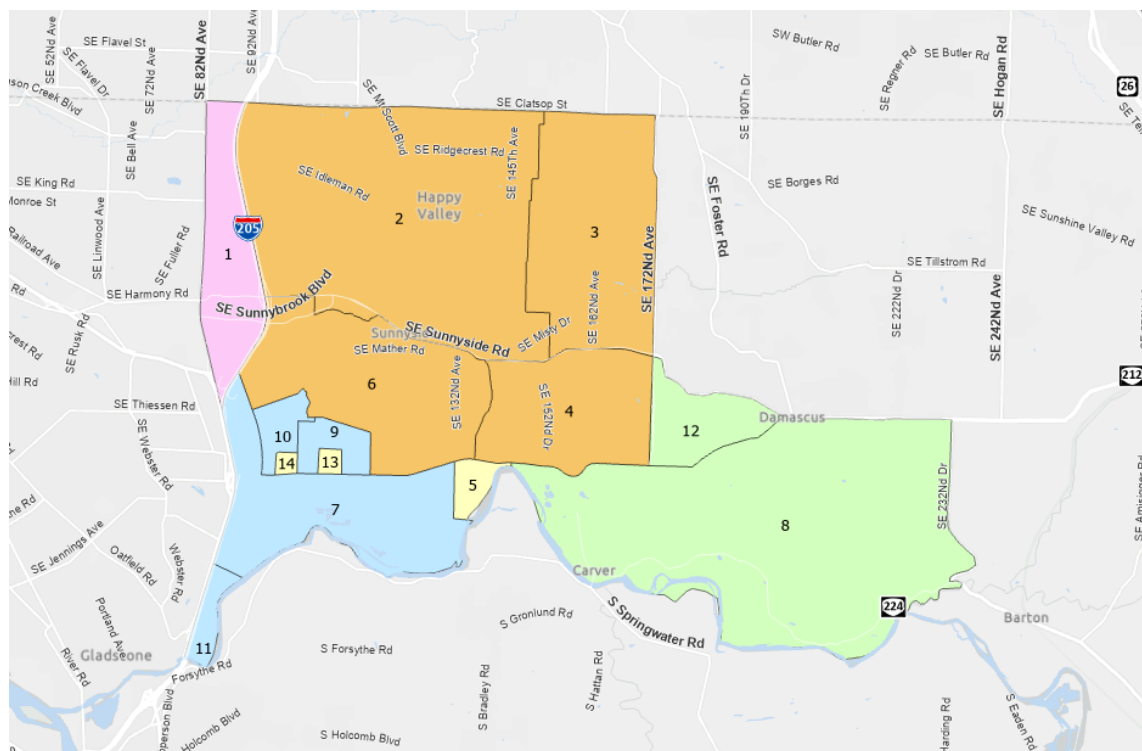 SE Flavel St
SE 52Nd Ave
SE Flavel Dr
SE 72Nd Ave
SE 82Nd Ave
SE 92Nd Ave
SW Butler Rd
SE Regner Rd
SE Butler Rd
SE Hogan Rd
26
SE 190Th Dr
SE Clatsop St
SE Mt Scott Blvd
SE Ridgecrest Rd
SE 145Th Ave
SE Bell Ave
SE King Rd
Monroe St
SE Idleman Rd
Happy
Valley
SE Borges Rd
SE Foster Rd
SE Sunshine Valley Rd
Railroad Ave
SE Linwood Ave
SE Fuller Rd
205
1
2
3
SE 172Nd Ave
SE 162Nd Ave
SE Tillstrom Rd
SE 222Nd Dr
SE 242Nd Ave
SE Harmony Rd
SE Sunnybrook Blvd
SE Rusk Rd
SE Sunnyside Rd
SE Misty Dr
SE Mather Rd
212
6
SE 132Nd Ave
SE 152Nd Dr
4
SE Thiessen Rd
SE Webster Rd
Damascus
12
10
9
14
13
5
7
8
SE 232Nd Dr
SE Amisigger Rd
SE Jennings Ave
Oatfield Rd
Webster Rd
Portland Ave
River Rd
Carver
S Springwater Rd
224
Barton
S Gronlund Rd
Gladstone
11
Forsythe Rd
S Forsythe Rd
S Bradley Rd
S Hattan Rd
S Eaden Rd
Harding Rd
Holcomb Blvd
S Holcomb Blvd